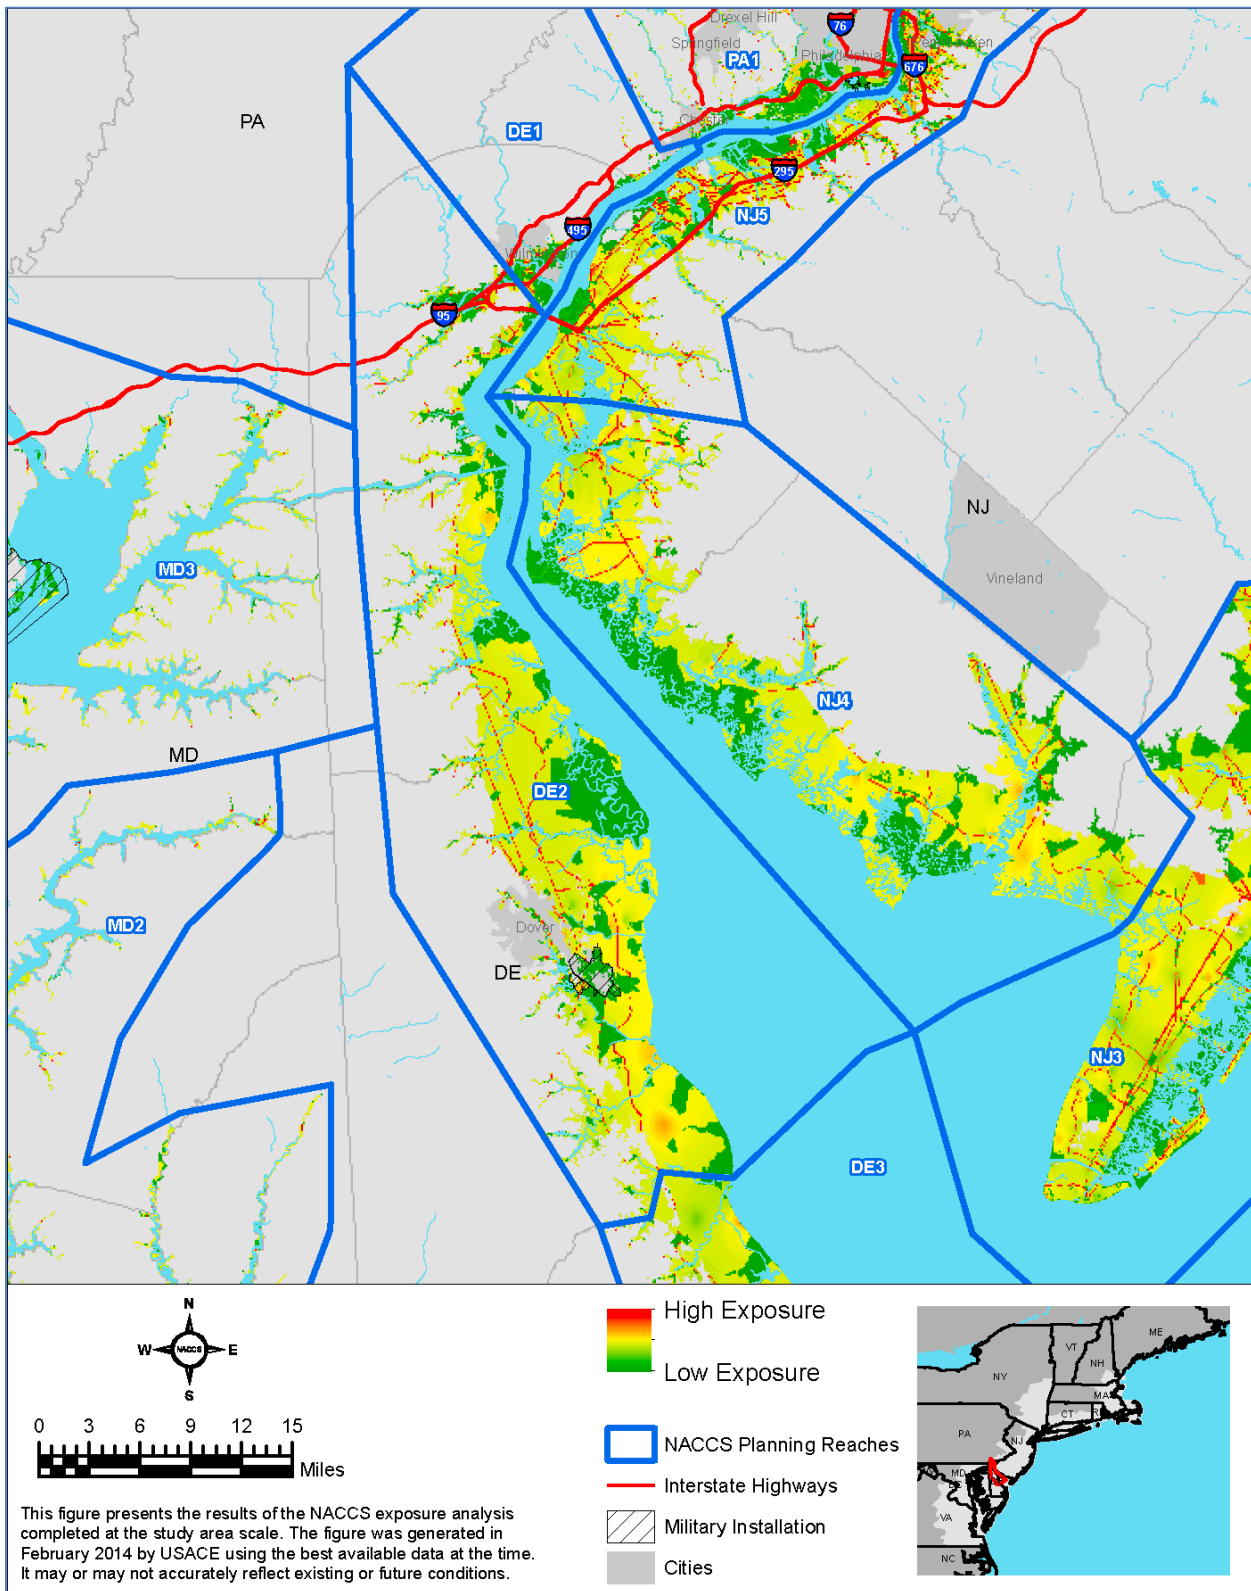 Drexel Hill
76
Springfield
PA1
Philadelphia
676
PA
DE1
Chester
295
NJ5
495
Wilmington
95
NJ
Vineland
MD3
NJ4
MD
DE2
MD2
Dover
DE
NJ3
DE3
N
W NACCS E
S
0 3 6 9 12 15
Miles
This figure presents the results of the NACCS exposure analysis
completed at the study area scale. The figure was generated in
February 2014 by USACE using the best available data at the time.
It may or may not accurately reflect existing or future conditions.
High Exposure
Low Exposure
NACCS Planning Reaches
Interstate Highways
Military Installation
Cities
ME
VT
NH
NY
MA
CT
PA
NJ
MD
VA
NC